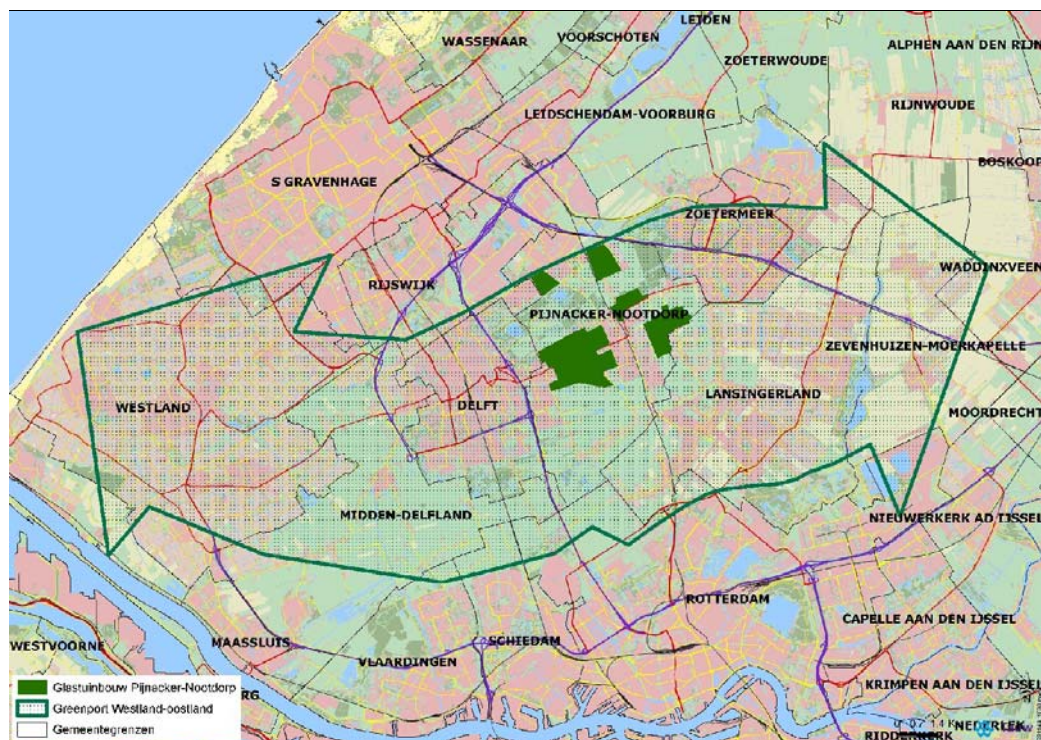 LEIDEN
WASSENAAR
VOORSCHOTEN
ALPHEN AAN DEN RIJN
ZOETERWOUDE
RIJNWOUDE
LEIDSCHENDAM-VOORBURG
BOSKOOP
S GRAVENHAGE
ZOETERMEER
WADDINXVEEN
RIJSWIJK
PIJNACKER-NOOTDORP
ZEVENHUIZEN-MOERKAPELLE
LANSINGERLAND
WESTLAND
DELFT
MOORDRECHT
MIDDEN-DELFLAND
NIEUWERKERK AD IJSSEL
ROTTERDAM
CAPELLE AAN DEN IJSSEL
WESTVOORNE
MAASSLUIS
SCHIEDAM
VLAARDINGEN
KRIMPEN AAN DEN IJSSEL
RG
NEDERLEK
RIDDERKERK
Glastuinbouw Pijnacker-Nootdorp
Greenport Westland-oostland
Gemeentegrenzen